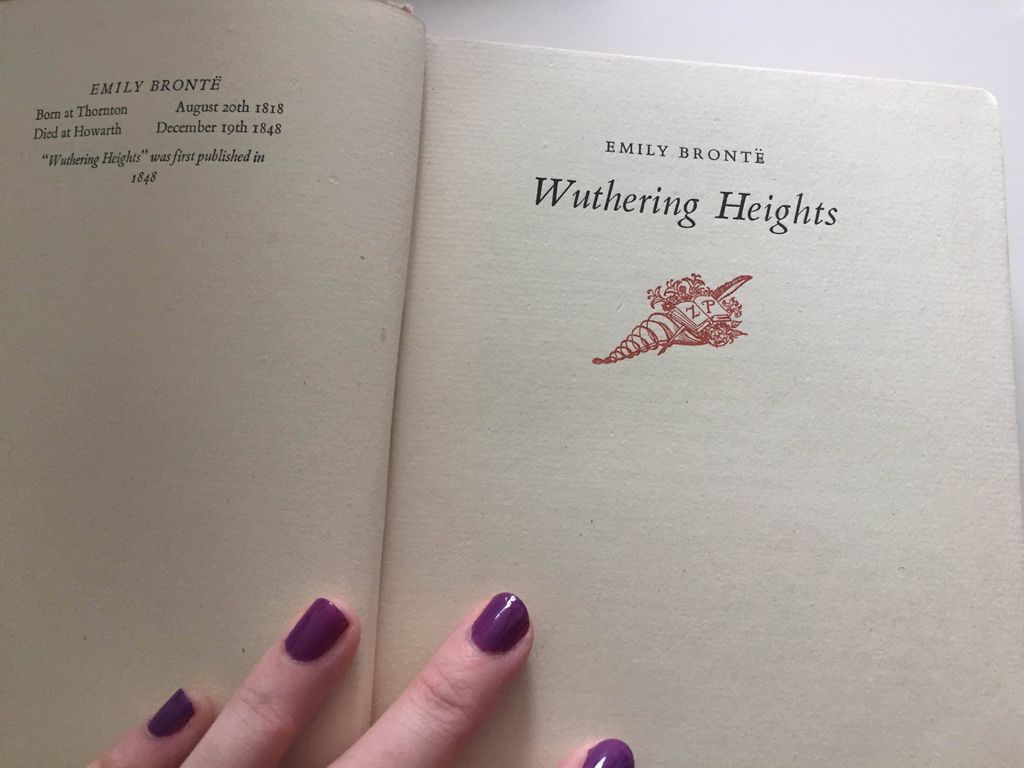 EMILY BRONTË
Born at Thornton August 20th 1818
Died at Howarth December 19th 1848
"Wuthering Heights" was first published in
1848
EMILY BRONTË
Wuthering Heights
Z P